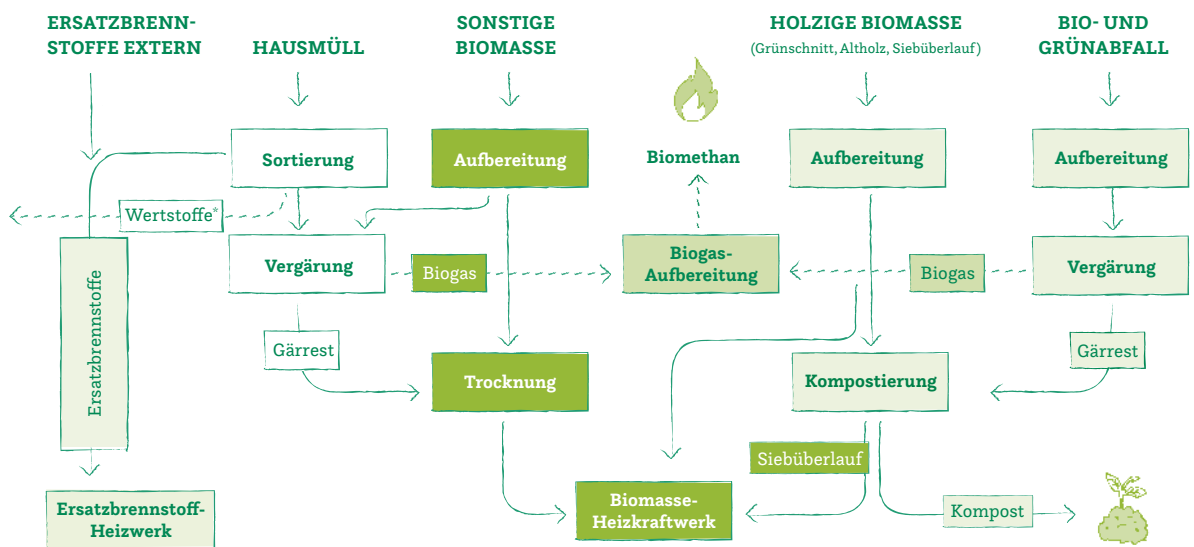 ERSATZBRENN-
STOFFE EXTERN
HAUSMÜLL
SONSTIGE
BIOMASSE
HOLZIGE BIOMASSE
(Grünschnitt, Altholz, Siebüberlauf)
BIO- UND
GRÜNABFALL
Sortierung
Aufbereitung
Biomethan
Aufbereitung
Aufbereitung
Wertstoffe*
Vergärung
Biogas
Biogas-
Aufbereitung
Biogas
Vergärung
Ersatzbrennstoffe
Gärrest
Gärrest
Trocknung
Kompostierung
Siebüberlauf
Ersatzbrennstoff-
Heizwerk
Biomasse-
Heizkraftwerk
Kompost